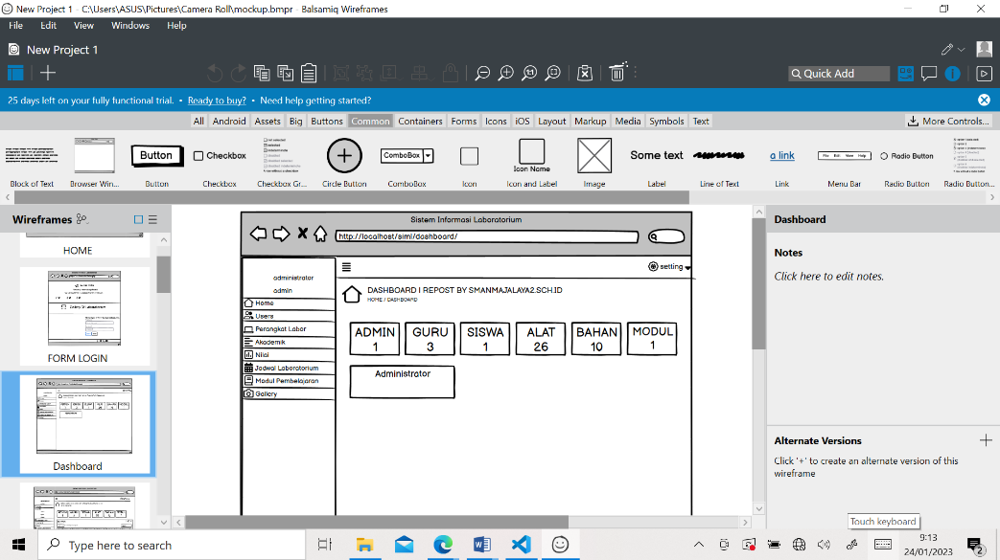 New Project 1 - C:\Users\ASUS\Pictures\Camera Roll\mockup.bmpr - Balsamiq Wireframes
File Edit View Windows Help
New Project 1
Quick Add
25 days left on your fully functional trial. • Ready to buy? • Need help getting started?
All Android Assets Big Buttons Common Containers Forms Icons iOS Layout Markup Media Symbols Text More Controls...
Button Checkbox ComboBox Icon Name Some text a link Radio Button
Block of Text Browser Win... Button Checkbox Checkbox Gr... Circle Button ComboBox Icon Icon and Label Image Label Line of Text Link Menu Bar Radio Button Radio Button...
Wireframes
HOME
FORM LOGIN
Dashboard
Sistem Informasi Laboratorium
http://localhost/siml/dashboard/
administrator
admin
Home
Users
Perangkat Labor
Akademik
Nilai
Jadwal Laboratorium
Modul Pembelajaran
Gallery
setting
DASHBOARD | REPOST BY SMANMAJALAYA2.SCH.ID
HOME / DASHBOARD
ADMIN GURU SISWA ALAT BAHAN MODUL
1 3 1 26 10 1
Administrator
Dashboard
Notes
Click here to edit notes.
Alternate Versions
Click '+' to create an alternate version of this
wireframe
Touch keyboard
Type here to search
9:13
24/01/2023
2